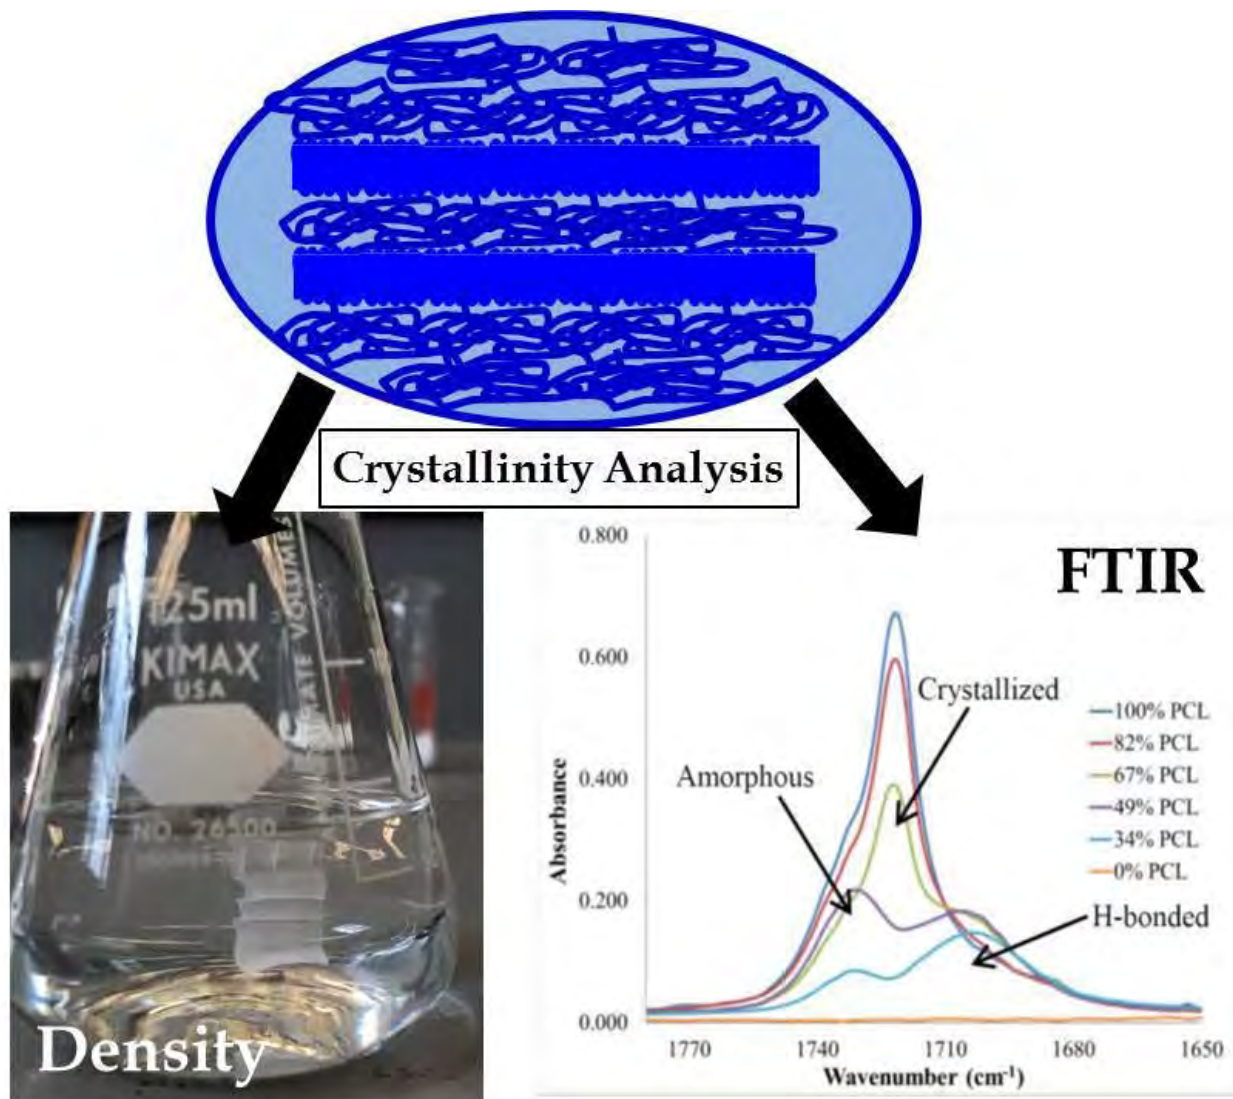 Crystallinity Analysis
125ml
KIMAX
USA
VOLUMES
NO. 26500
Density
FTIR
0.800
0.600
0.400
0.200
0.000
Absorbance
Crystallized
Amorphous
H-bonded
100% PCL
82% PCL
67% PCL
49% PCL
34% PCL
0% PCL
1770
1740
1710
1680
1650
Wavenumber (cm⁻¹)